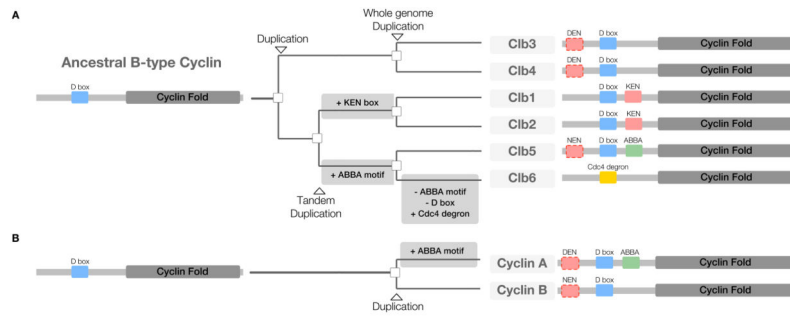 A
Ancestral B-type Cyclin
D box
Cyclin Fold
Duplication
Whole genome
Duplication
+ KEN box
+ ABBA motif
Tandem
Duplication
- ABBA motif
- D box
+ Cdc4 degron
Clb3
DEN
D box
Cyclin Fold
Clb4
DEN
D box
Cyclin Fold
Clb1
D box
KEN
Cyclin Fold
Clb2
D box
KEN
Cyclin Fold
Clb5
NEN
D box
ABBA
Cyclin Fold
Clb6
Cdc4 degron
Cyclin Fold
B
D box
Cyclin Fold
+ ABBA motif
Duplication
Cyclin A
DEN
D box
ABBA
Cyclin Fold
Cyclin B
NEN
D box
Cyclin Fold